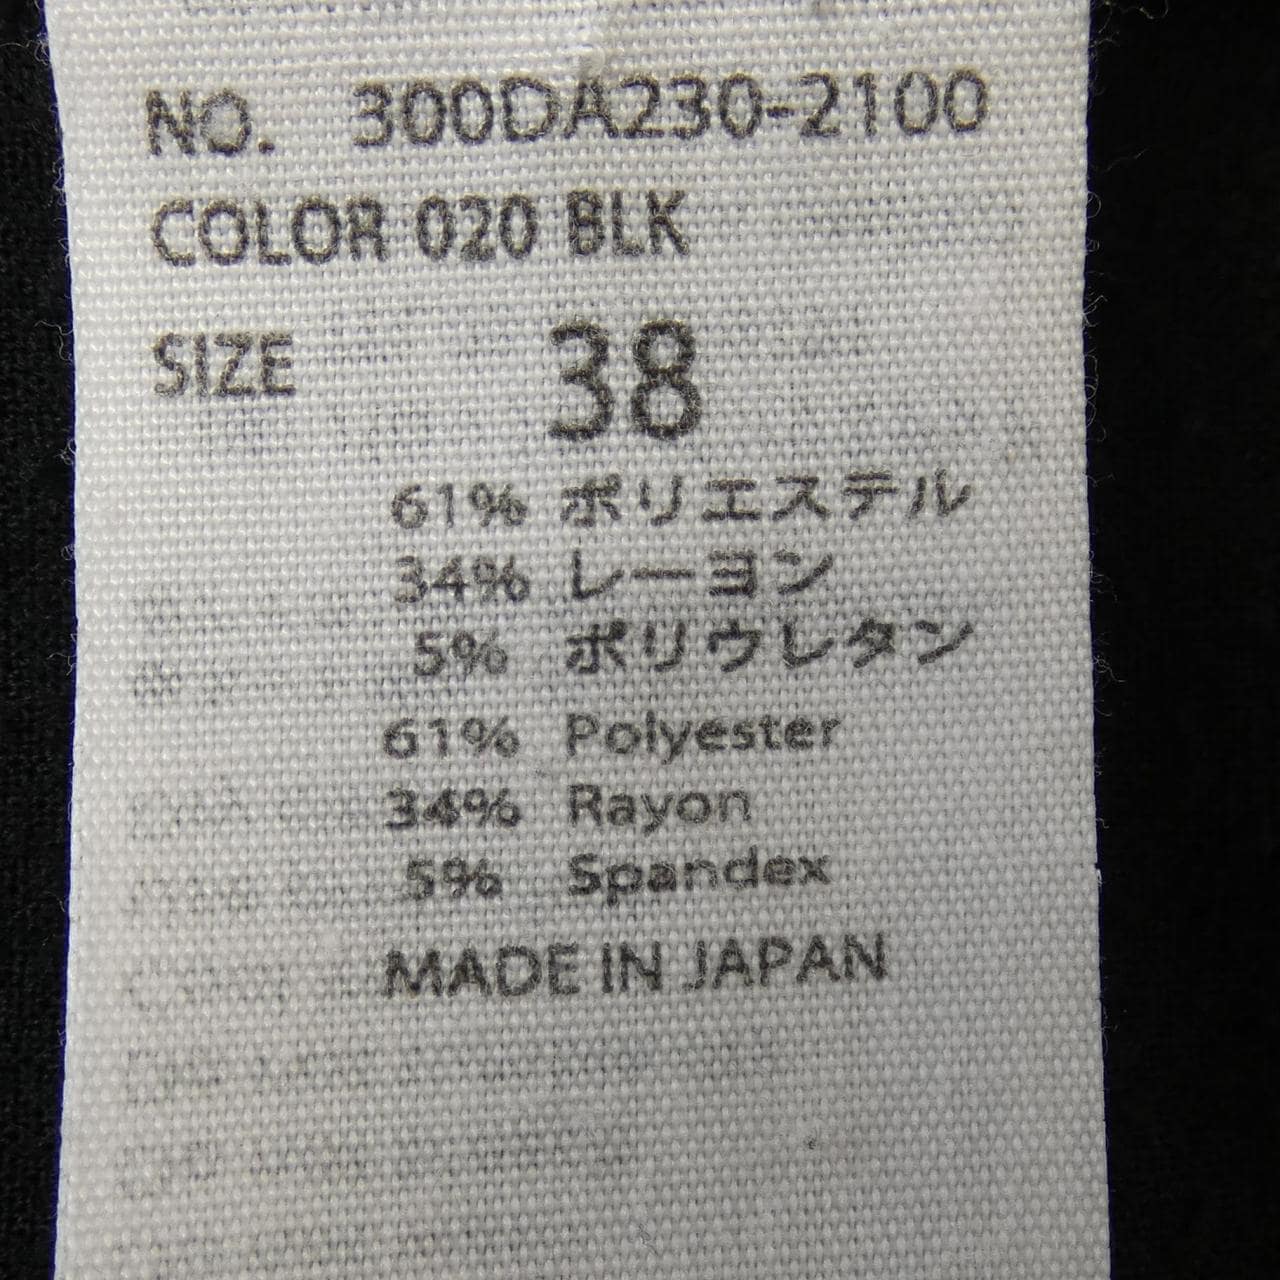 NO. 300DA230-2100
COLOR 020 BLK
SIZE 38
61% ポリエステル
34% レーヨン
5% ポリウレタン
61% Polyester
34% Rayon
5% Spandex
MADE IN JAPAN